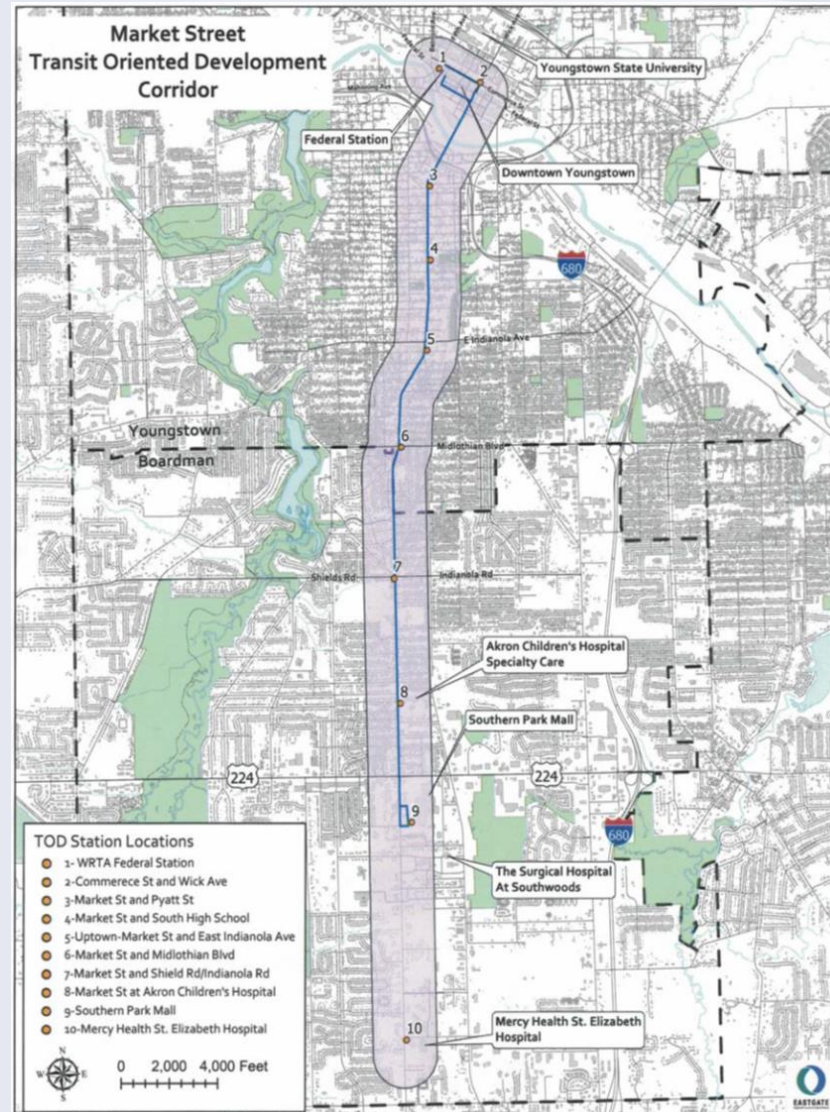 Market Street
Transit Oriented Development
Corridor
1
2
Youngstown State University
Federal Station
Downtown Youngstown
3
4
680
5
E Indianola Ave
Youngstown
6
Midlothian Blvd
Boardman
7
Shields Rd
Indianola Rd
Akron Children's Hospital
Specialty Care
8
Southern Park Mall
224
224
9
680
The Surgical Hospital
At Southwoods
10
Mercy Health St. Elizabeth
Hospital
TOD Station Locations
1- WRTA Federal Station
2-Commerece St and Wick Ave
3-Market St and Pyatt St
4-Market St and South High School
5-Uptown-Market St and East Indianola Ave
6-Market St and Midlothian Blvd
7-Market St and Shield Rd/Indianola Rd
8-Market St at Akron Children's Hospital
9-Southern Park Mall
10-Mercy Health St. Elizabeth Hospital
N
W E
S
0 2,000 4,000 Feet
EASTGATE